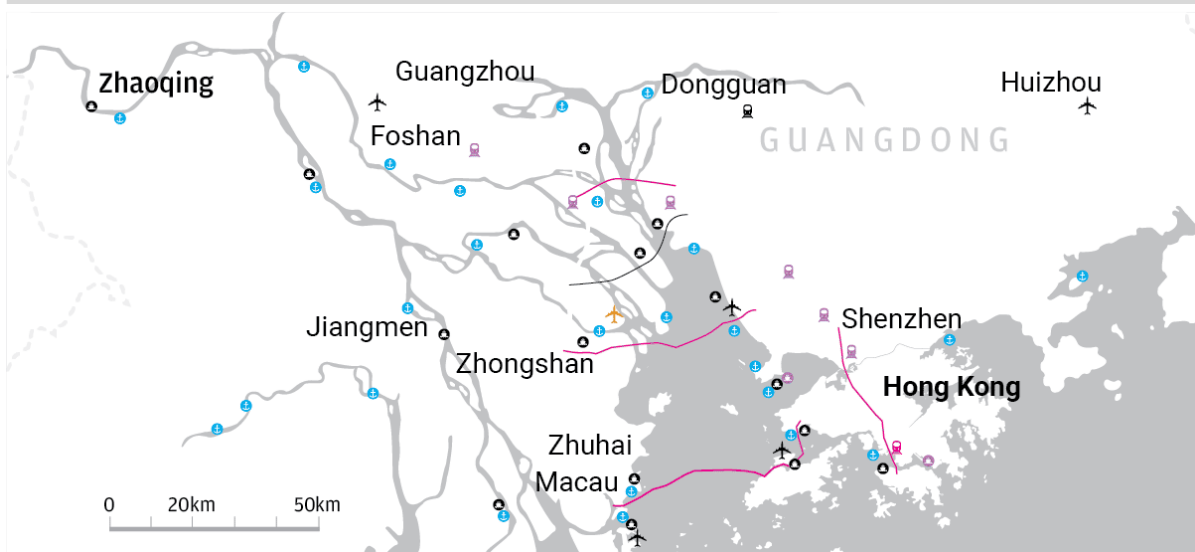 Guangzhou
Dongguan
Huizhou
Zhaoqing
Foshan
GUANGDONG
Jiangmen
Shenzhen
Zhongshan
Hong Kong
Zhuhai
Macau
0 20km 50km